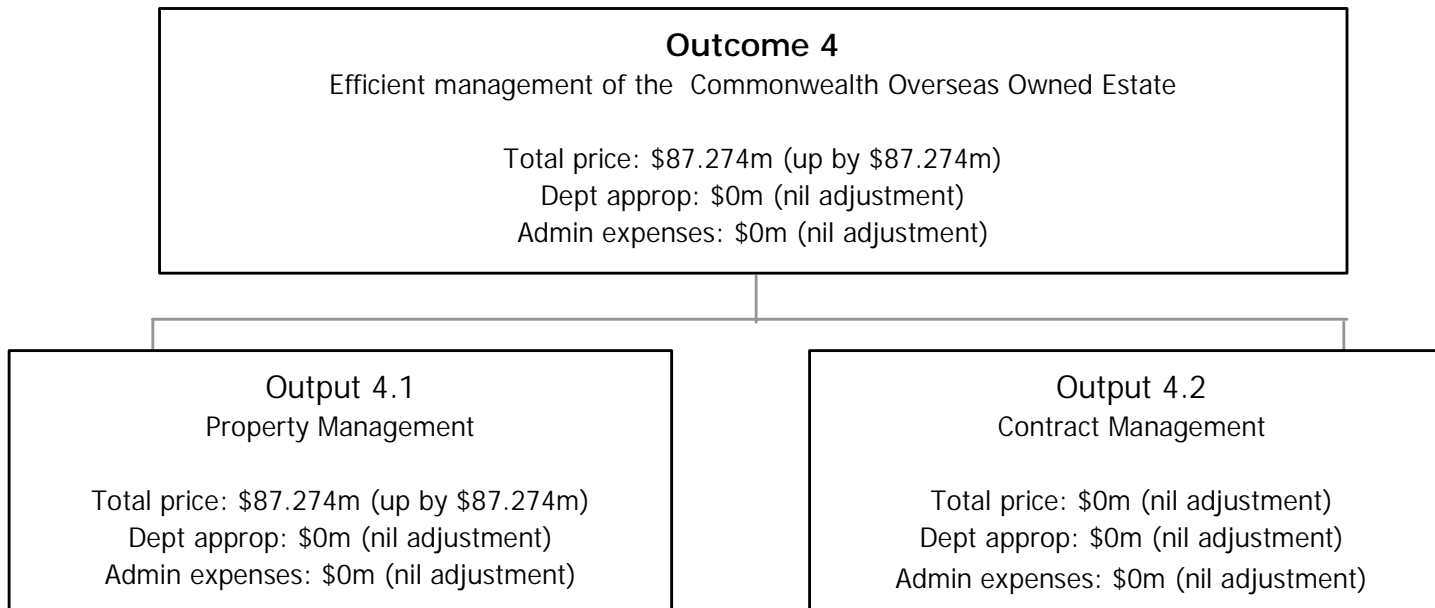 Outcome 4
Efficient management of the  Commonwealth Overseas Owned Estate
Total price: $87.274m (up by $87.274m)
Dept approp: $0m (nil adjustment)
Admin expenses: $0m (nil adjustment)
Output 4.1
Property Management
Total price: $87.274m (up by $87.274m)
Dept approp: $0m (nil adjustment)
Admin expenses: $0m (nil adjustment)
Output 4.2
Contract Management
Total price: $0m (nil adjustment)
Dept approp: $0m (nil adjustment)
Admin expenses: $0m (nil adjustment)